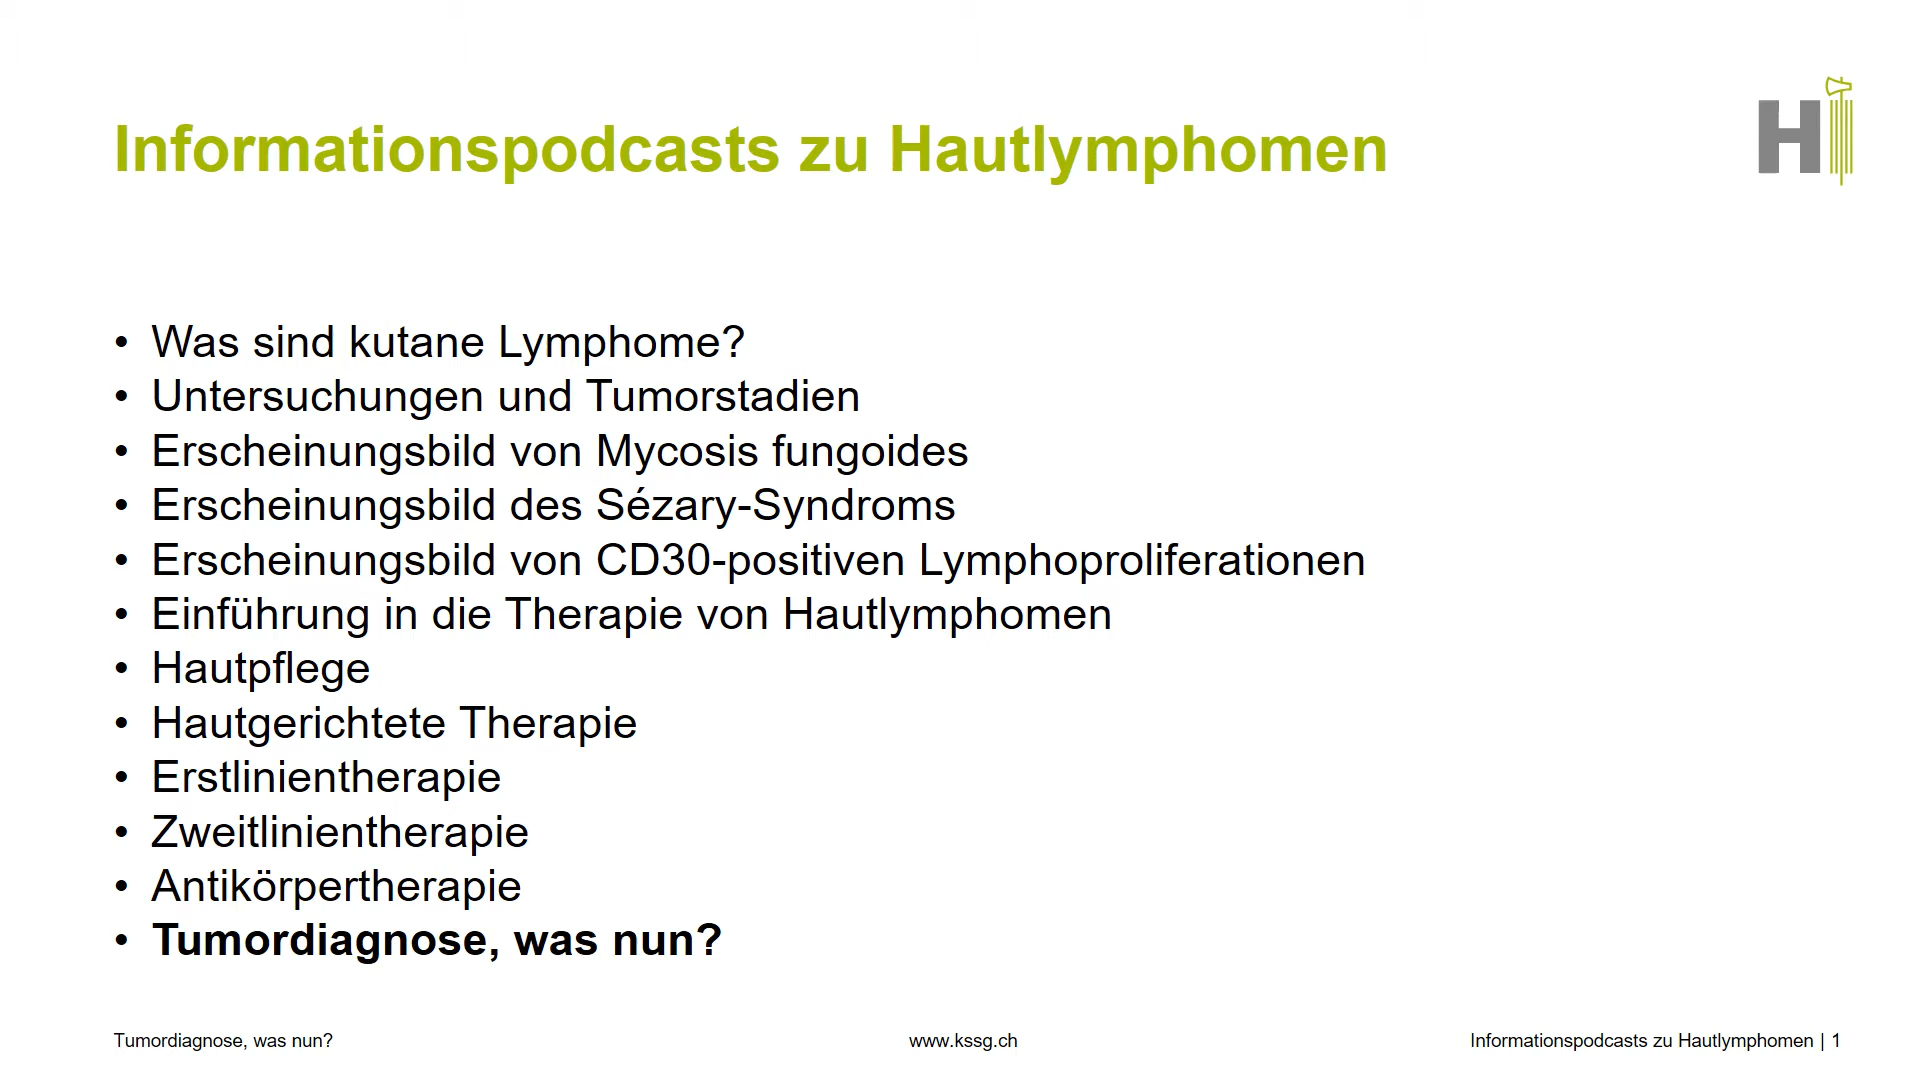 Informationspodcasts zu Hautlymphomen
H
• Was sind kutane Lymphome?
• Untersuchungen und Tumorstadien
• Erscheinungsbild von Mycosis fungoides
• Erscheinungsbild des Sézary-Syndroms
• Erscheinungsbild von CD30-positiven Lymphoproliferationen
• Einführung in die Therapie von Hautlymphomen
• Hautpflege
• Hautgerichtete Therapie
• Erstlinientherapie
• Zweitlinientherapie
• Antikörpertherapie
• Tumordiagnose, was nun?
Tumordiagnose, was nun?
www.kssg.ch
Informationspodcasts zu Hautlymphomen | 1